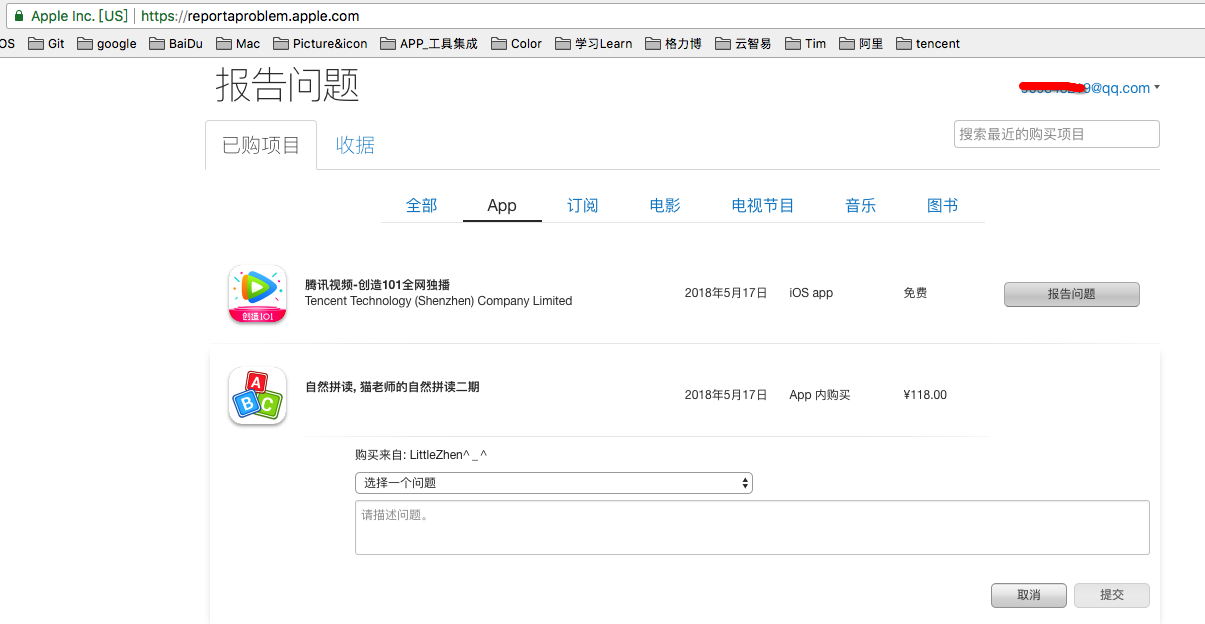 Apple Inc. [US] https://reportaproblem.apple.com
OS Git google BaiDu Mac Picture&icon APP_工具集成 Color 学习Learn 格力博 云智易 Tim 阿里 tencent
报告问题
9@qq.com
已购项目 收据 搜索最近的购买项目
全部 App 订阅 电影 电视节目 音乐 图书
腾讯视频-创造101全网独播
Tencent Technology (Shenzhen) Company Limited
2018年5月17日 iOS app 免费 报告问题
创造101
A
B C
自然拼读, 猫老师的自然拼读二期
2018年5月17日 App 内购买 ¥118.00
购买来自: LittleZhen^_^
选择一个问题
请描述问题。
取消 提交